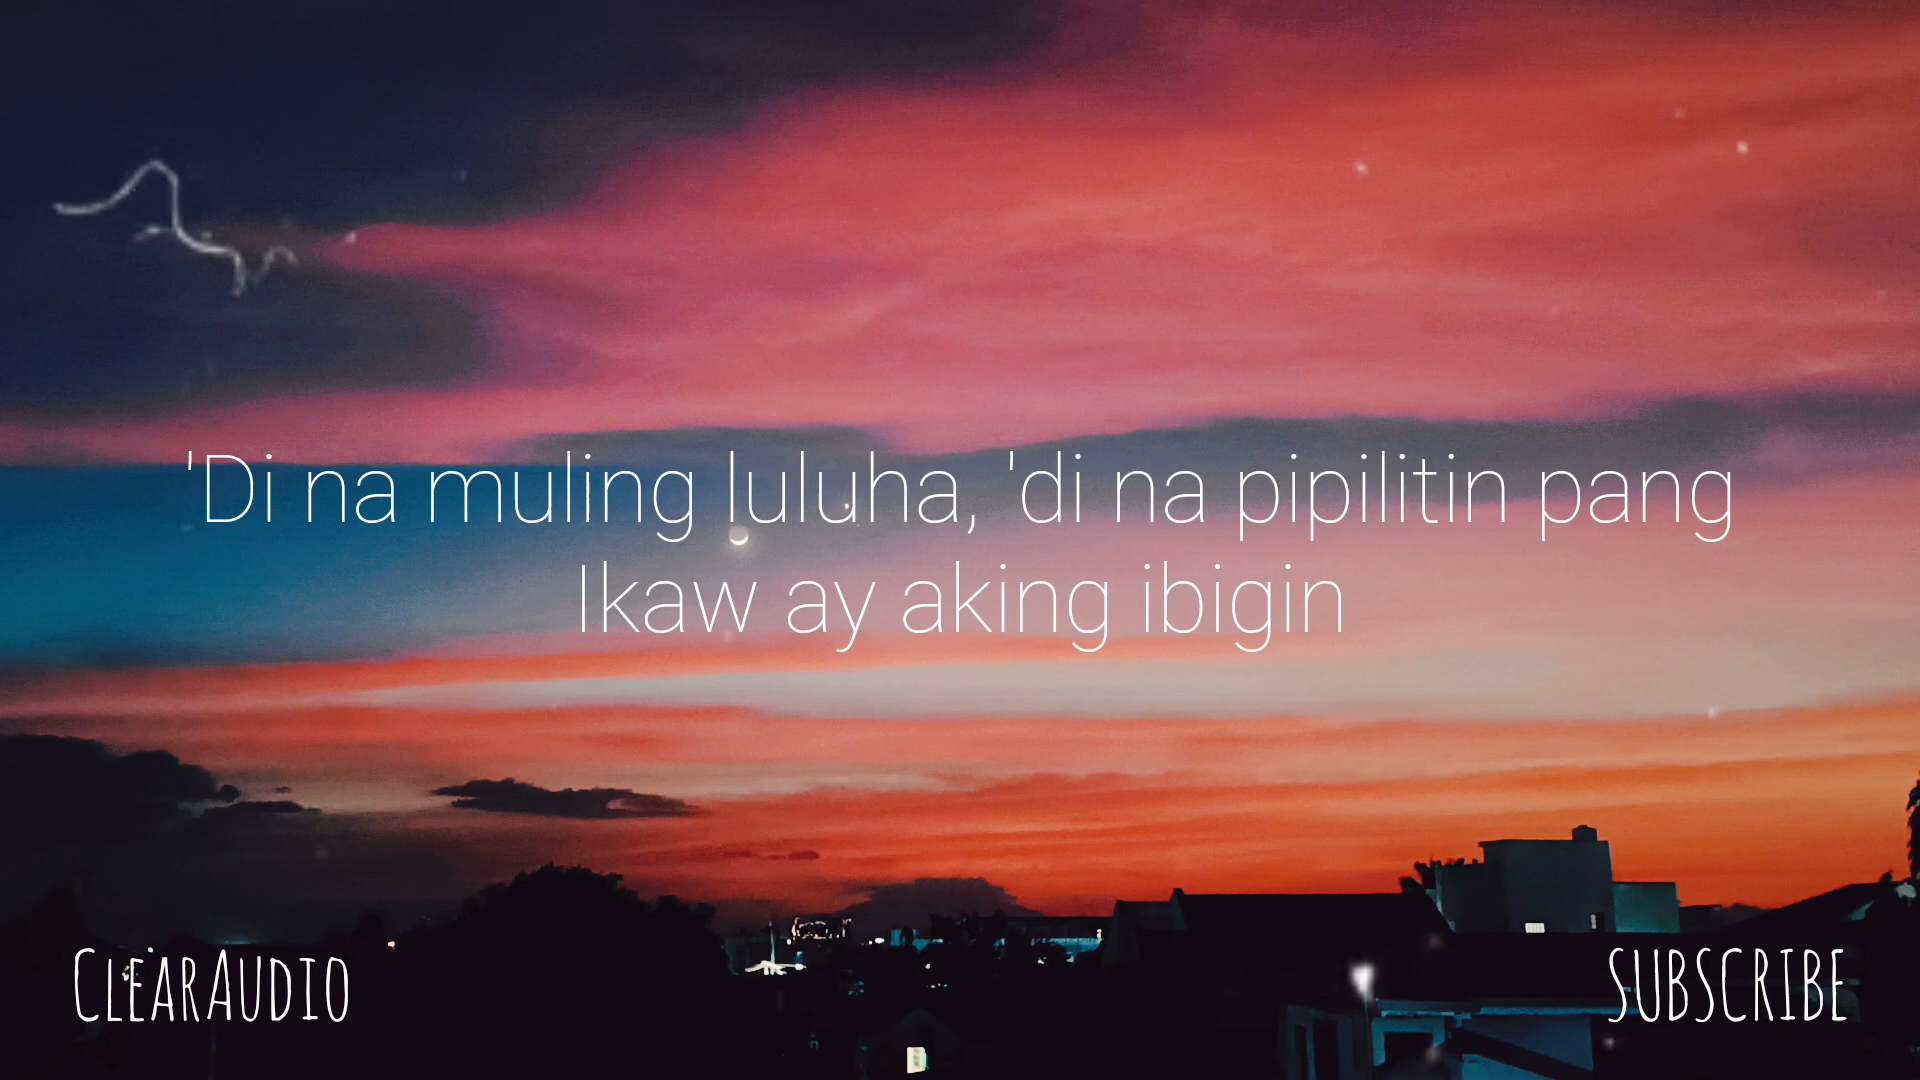 'Di na muling luluha, 'di na pipilitin pang
Ikaw ay aking ibigin
ClearAudio
SUBSCRIBE